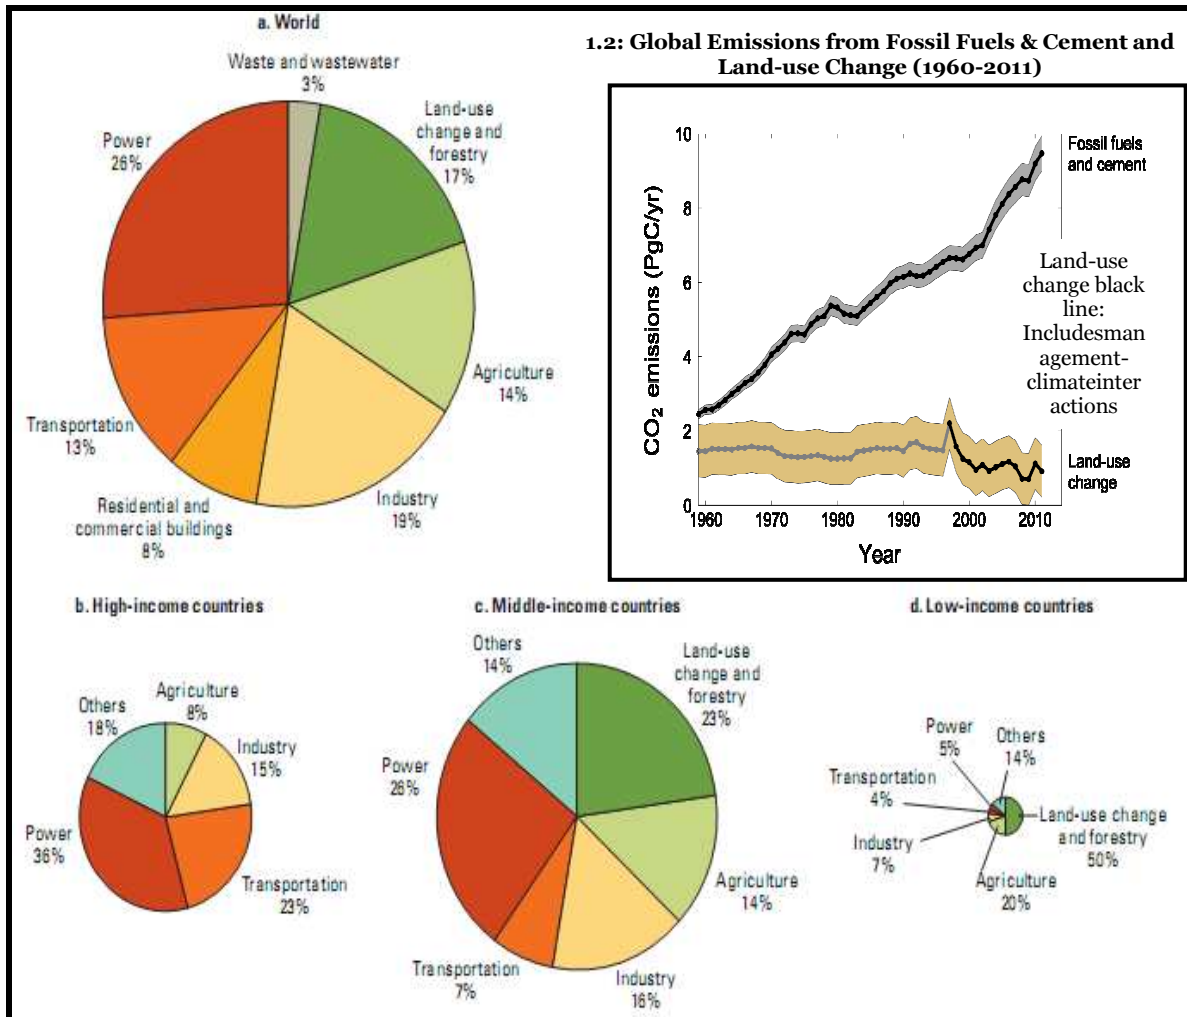 a. World
Waste and wastewater
3%
Land-use
change and
forestry
17%
Power
26%
Agriculture
14%
Transportation
13%
Industry
19%
Residential and
commercial buildings
8%
1.2: Global Emissions from Fossil Fuels & Cement and
Land-use Change (1960-2011)
CO₂ emissions (PgC/yr)
10
8
6
4
2
0
1960 1970 1980 1990 2000 2010
Year
Fossil fuels
and cement
Land-use
change black
line:
Includesman
agement-
climateinter
actions
Land-use
change
b. High-income countries
Others
18%
Agriculture
8%
Industry
15%
Power
36%
Transportation
23%
c. Middle-income countries
Others
14%
Land-use
change and
forestry
23%
Power
26%
Agriculture
14%
Transportation
7%
Industry
16%
d. Low-income countries
Power
5%
Others
14%
Transportation
4%
Land-use change
and forestry
50%
Industry
7%
Agriculture
20%